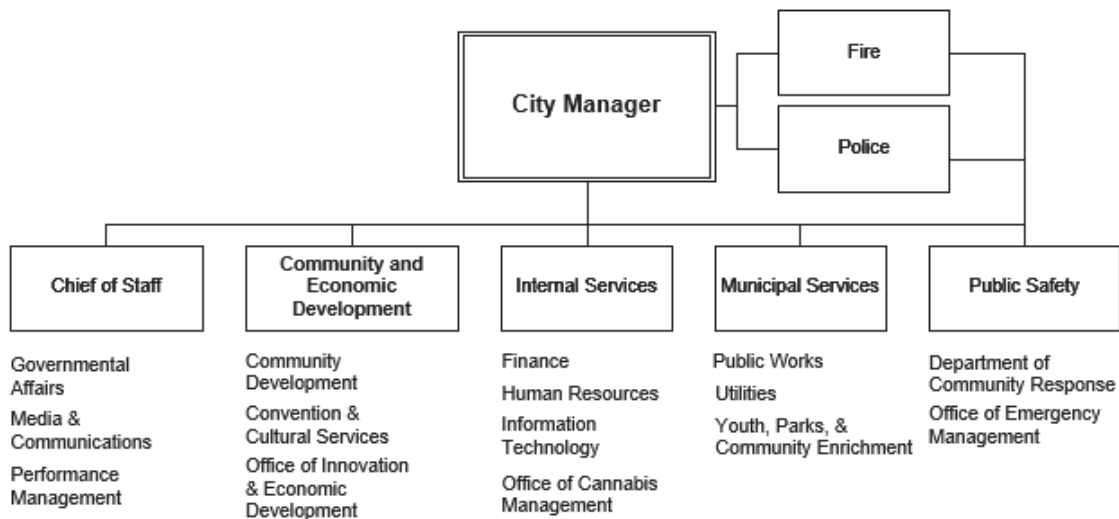 Fire
City Manager
Police
Chief of Staff
Community and
Economic
Development
Internal Services
Municipal Services
Public Safety
Governmental
Affairs
Media &
Communications
Performance
Management
Community
Development
Convention &
Cultural Services
Office of Innovation
& Economic
Development
Finance
Human Resources
Information
Technology
Office of Cannabis
Management
Public Works
Utilities
Youth, Parks, &
Community Enrichment
Department of
Community Response
Office of Emergency
Management